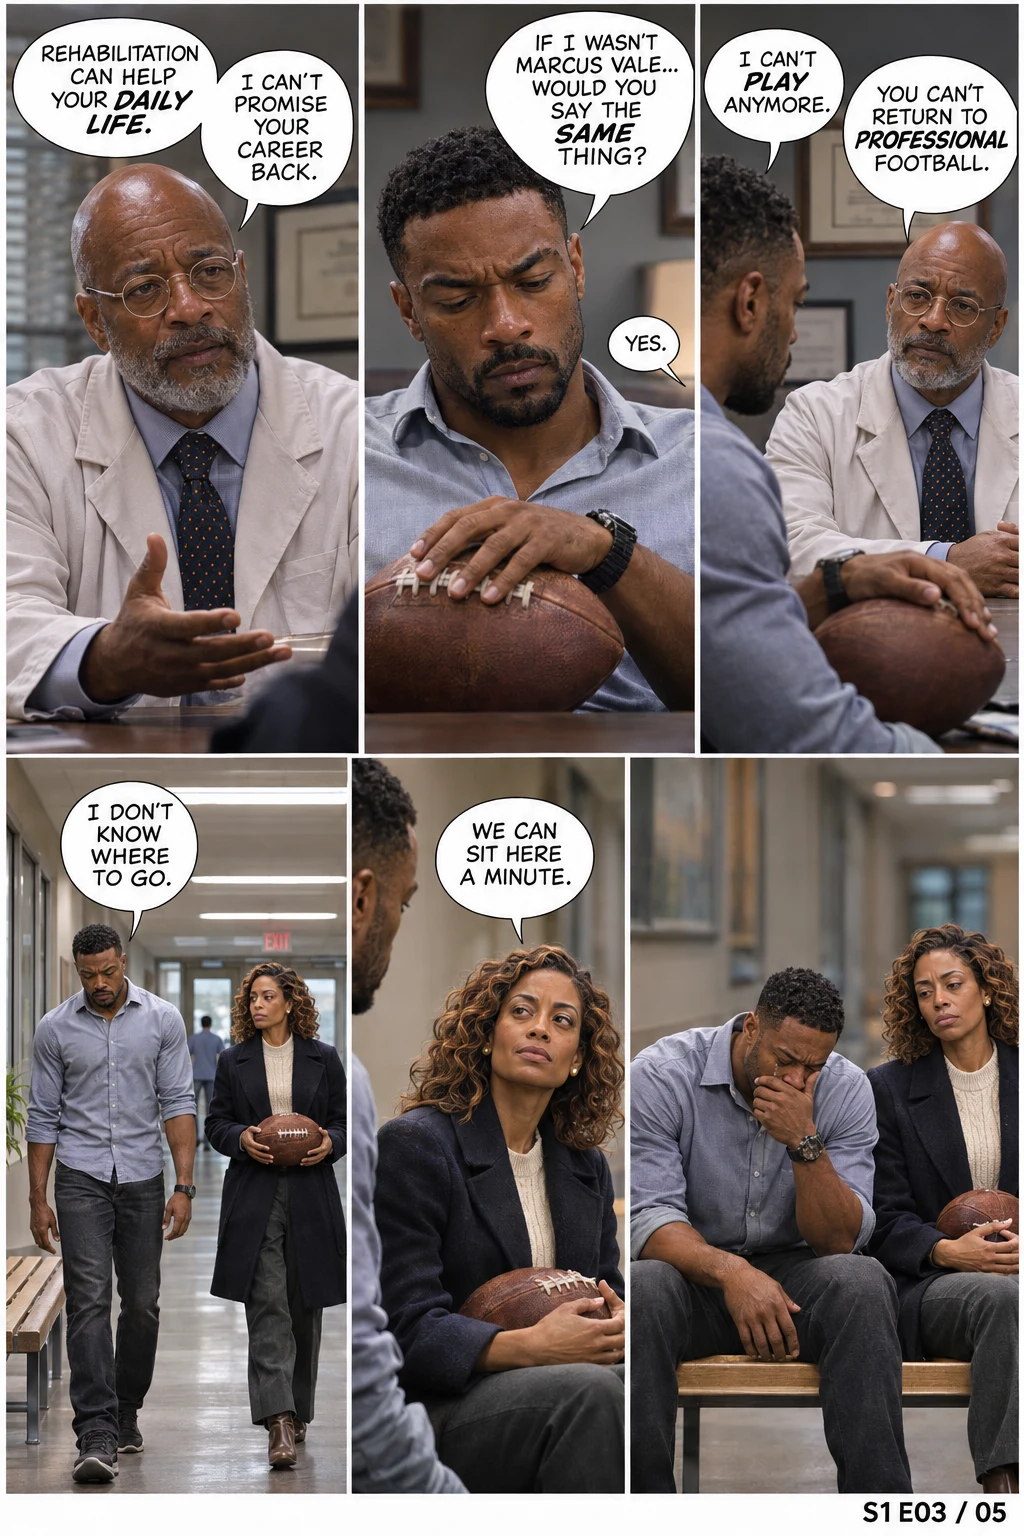 REHABILITATION
CAN HELP
YOUR DAILY
LIFE.
I CAN'T
PROMISE
YOUR
CAREER
BACK.
IF I WASN'T
MARCUS VALE...
WOULD YOU
SAY THE
SAME
THING?
YES.
I CAN'T
PLAY
ANYMORE.
YOU CAN'T
RETURN TO
PROFESSIONAL
FOOTBALL.
I DON'T
KNOW
WHERE
TO GO.
EXIT
WE CAN
SIT HERE
A MINUTE.
S1 E03 / 05